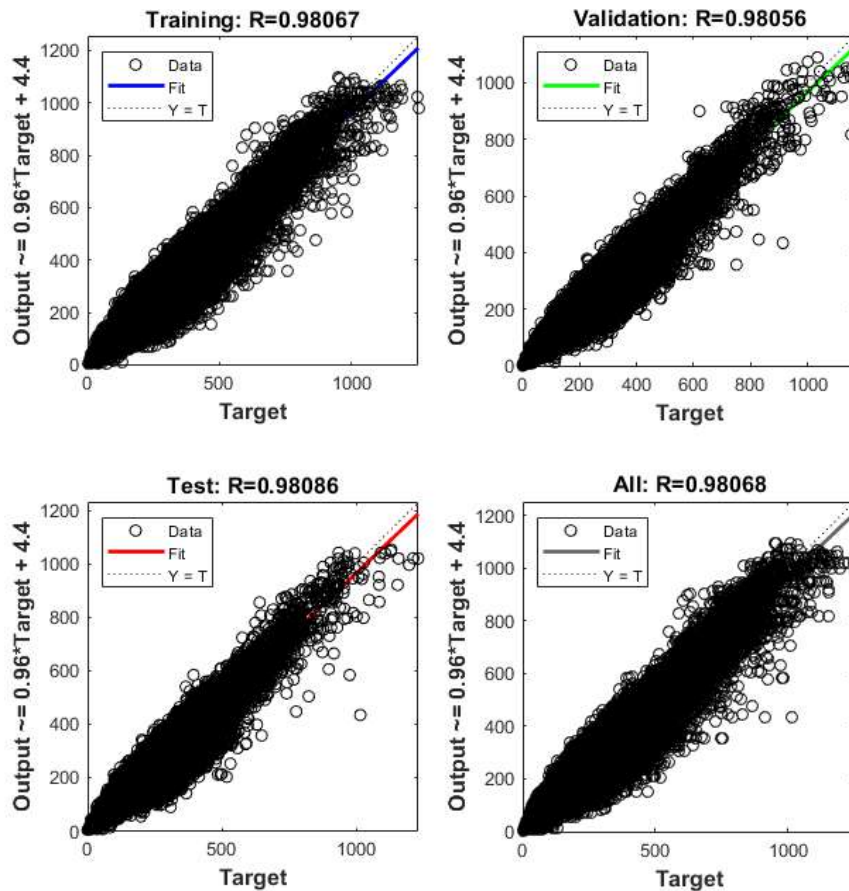 Training: R=0.98067
Output ~= 0.96*Target + 4.4
1200
1000
800
600
400
200
0
Data
Fit
Y = T
0 500 1000
Target
Validation: R=0.98056
Output ~= 0.96*Target + 4.4
1000
800
600
400
200
0
Data
Fit
Y = T
0 200 400 600 800 1000
Target
Test: R=0.98086
Output ~= 0.96*Target + 4.4
1200
1000
800
600
400
200
0
Data
Fit
Y = T
0 500 1000
Target
All: R=0.98068
Output ~= 0.96*Target + 4.4
1200
1000
800
600
400
200
0
Data
Fit
Y = T
0 500 1000
Target